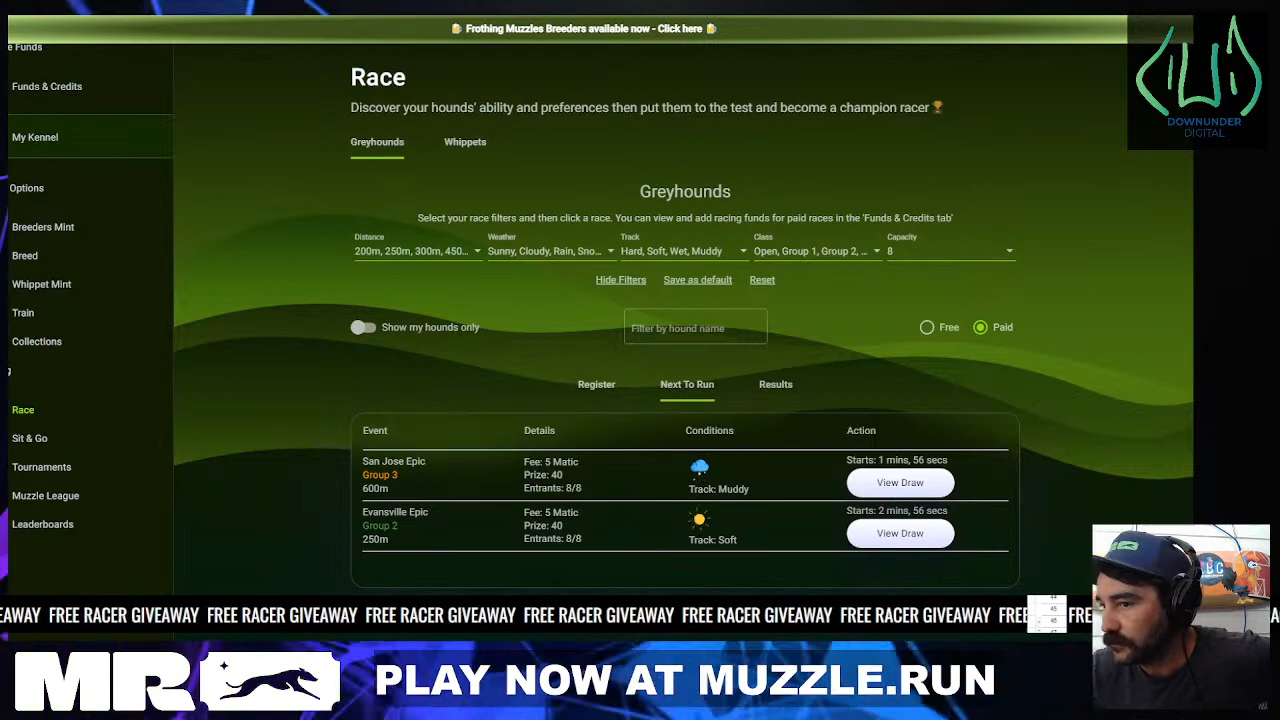 🍺 Frothing Muzzles Breeders available now - Click here 🍺
e Funds
Funds & Credits
My Kennel
Options
Breeders Mint
Breed
Whippet Mint
Train
Collections
g
Race
Sit & Go
Tournaments
Muzzle League
Leaderboards
Race
Discover your hounds' ability and preferences then put them to the test and become a champion racer🏆
Greyhounds Whippets
Greyhounds
Select your race filters and then click a race. You can view and add racing funds for paid races in the 'Funds & Credits tab'
Distance Weather Track Class Capacity
200m, 250m, 300m, 450... Sunny, Cloudy, Rain, Sno... Hard, Soft, Wet, Muddy Open, Group 1, Group 2, ... 8
Hide Filters Save as default Reset
Show my hounds only Filter by hound name Free Paid
Register Next To Run Results
Event Details Conditions Action
San Jose Epic Fee: 5 Matic Starts: 1 mins, 56 secs
Group 3 Prize: 40 View Draw
600m Entrants: 8/8 Track: Muddy
Evansville Epic Fee: 5 Matic Starts: 2 mins, 56 secs
Group 2 Prize: 40 View Draw
250m Entrants: 8/8 Track: Soft
DOWNUNDER
DIGITAL
AWAY FREE RACER GIVEAWAY FREE RACER GIVEAWAY FREE RACER GIVEAWAY FREE RACER GIVEAWAY FREE RACER GIVEAWAY FREE RACER GIVEAWAY FREE FRE
45
46
MR PLAY NOW AT MUZZLE.RUN